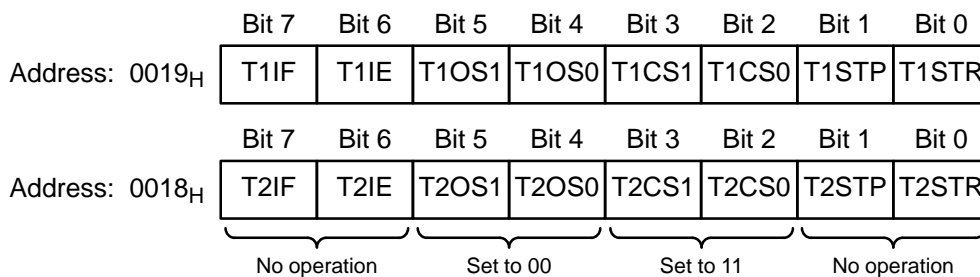 Bit 7 Bit 6 Bit 5 Bit 4 Bit 3 Bit 2 Bit 1 Bit 0
Address: 0019H T1IF T1IE T1OS1 T1OS0 T1CS1 T1CS0 T1STP T1STR
Bit 7 Bit 6 Bit 5 Bit 4 Bit 3 Bit 2 Bit 1 Bit 0
Address: 0018H T2IF T2IE T2OS1 T2OS0 T2CS1 T2CS0 T2STP T2STR
No operation Set to 00 Set to 11 No operation